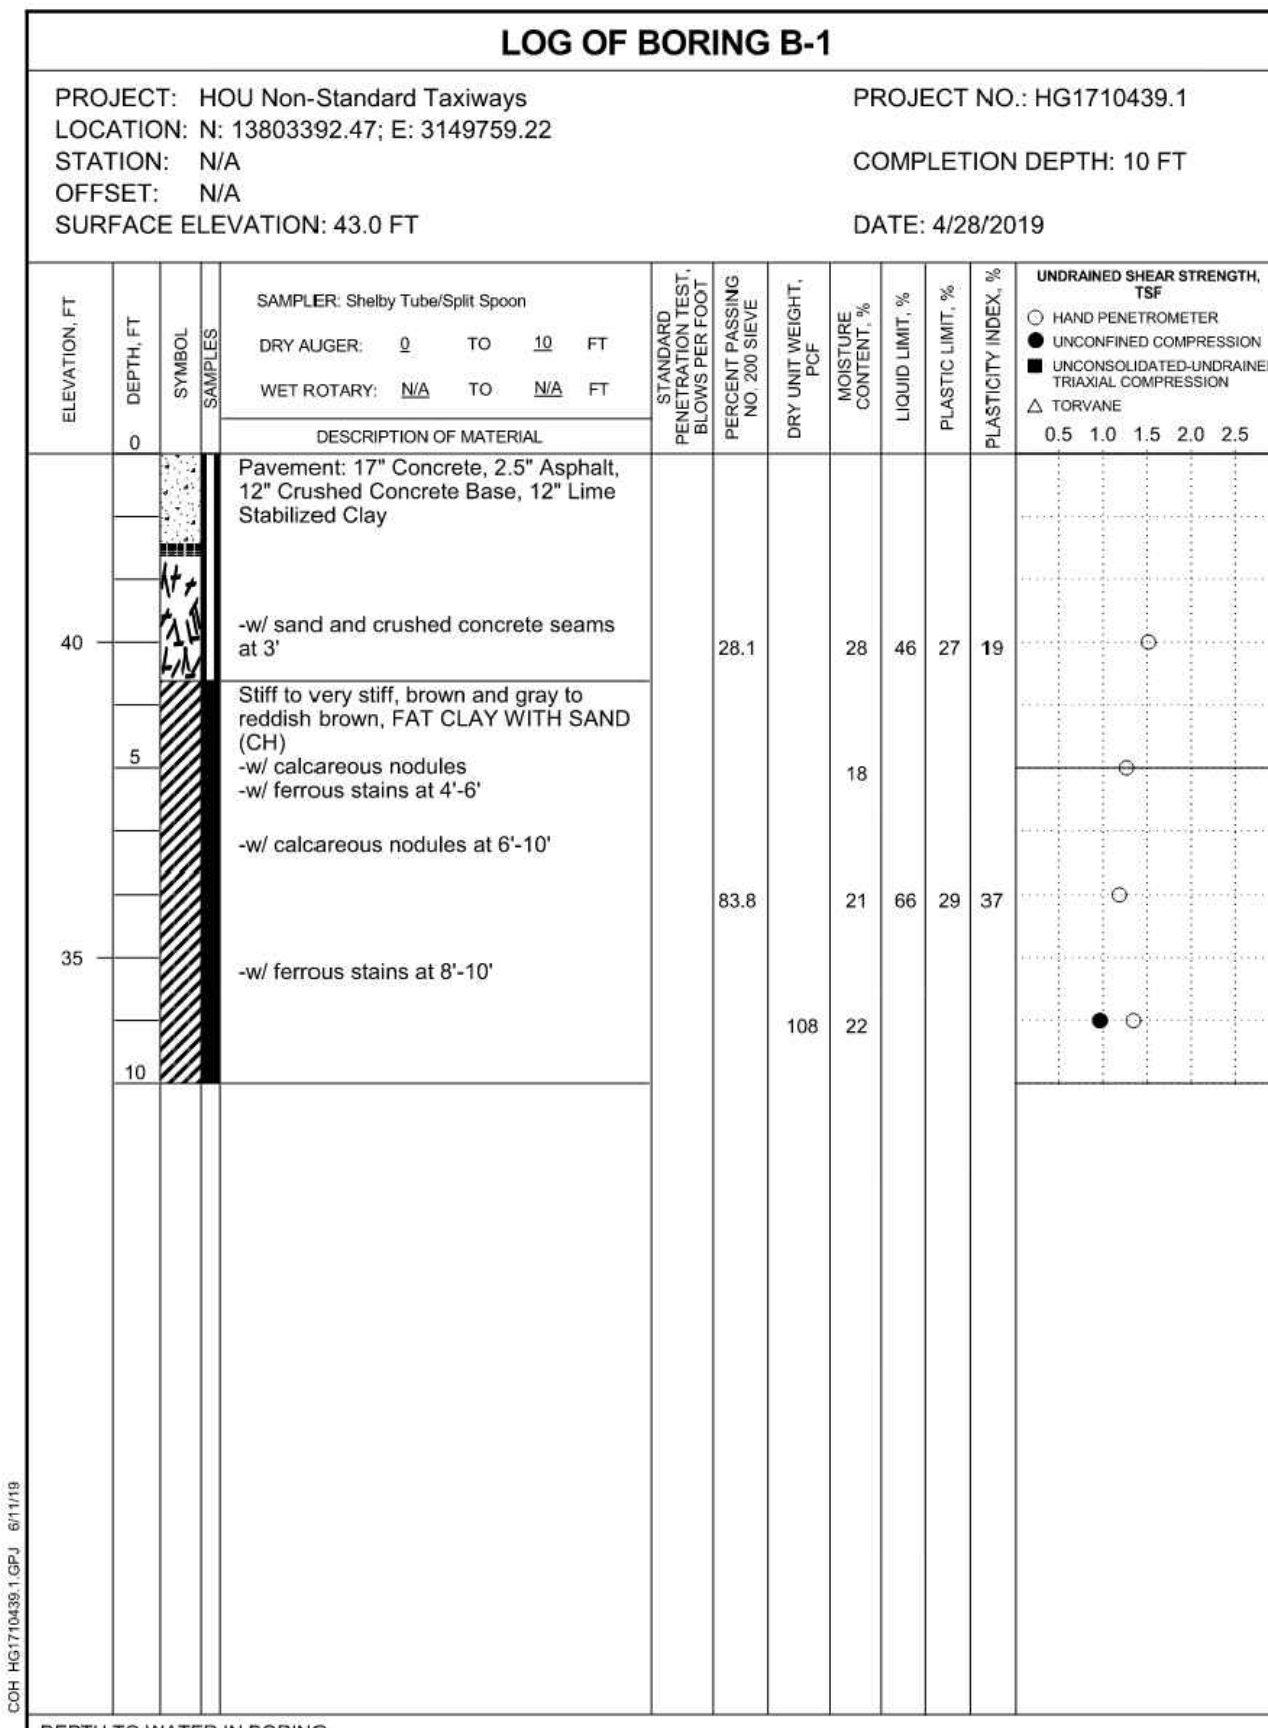 LOG OF BORING B-1
PROJECT: HOU Non-Standard Taxiways
PROJECT NO.: HG1710439.1
LOCATION: N: 13803392.47; E: 3149759.22
STATION: N/A
COMPLETION DEPTH: 10 FT
OFFSET: N/A
SURFACE ELEVATION: 43.0 FT
DATE: 4/28/2019
ELEVATION, FT
DEPTH, FT
SYMBOL
SAMPLES
SAMPLER: Shelby Tube/Split Spoon
DRY AUGER: 0 TO 10 FT
WET ROTARY: N/A TO N/A FT
DESCRIPTION OF MATERIAL
STANDARD
PENETRATION TEST,
BLOWS PER FOOT
PERCENT PASSING
NO. 200 SIEVE
DRY UNIT WEIGHT,
PCF
MOISTURE
CONTENT, %
LIQUID LIMIT, %
PLASTIC LIMIT, %
PLASTICITY INDEX, %
UNDRAINED SHEAR STRENGTH,
TSF
HAND PENETROMETER
UNCONFINED COMPRESSION
UNCONSOLIDATED-UNDRAINE
TRIAXIAL COMPRESSION
TORVANE
0.5 1.0 1.5 2.0 2.5
0
Pavement: 17" Concrete, 2.5" Asphalt,
12" Crushed Concrete Base, 12" Lime
Stabilized Clay
-w/ sand and crushed concrete seams
at 3'
40
28.1 28 46 27 19
Stiff to very stiff, brown and gray to
reddish brown, FAT CLAY WITH SAND
(CH)
5
-w/ calcareous nodules
18
-w/ ferrous stains at 4'-6'
-w/ calcareous nodules at 6'-10'
83.8 21 66 29 37
35
-w/ ferrous stains at 8'-10'
108 22
10
COH HG1710439.1.GPJ 6/11/19
DEPTH TO WATER IN BORING